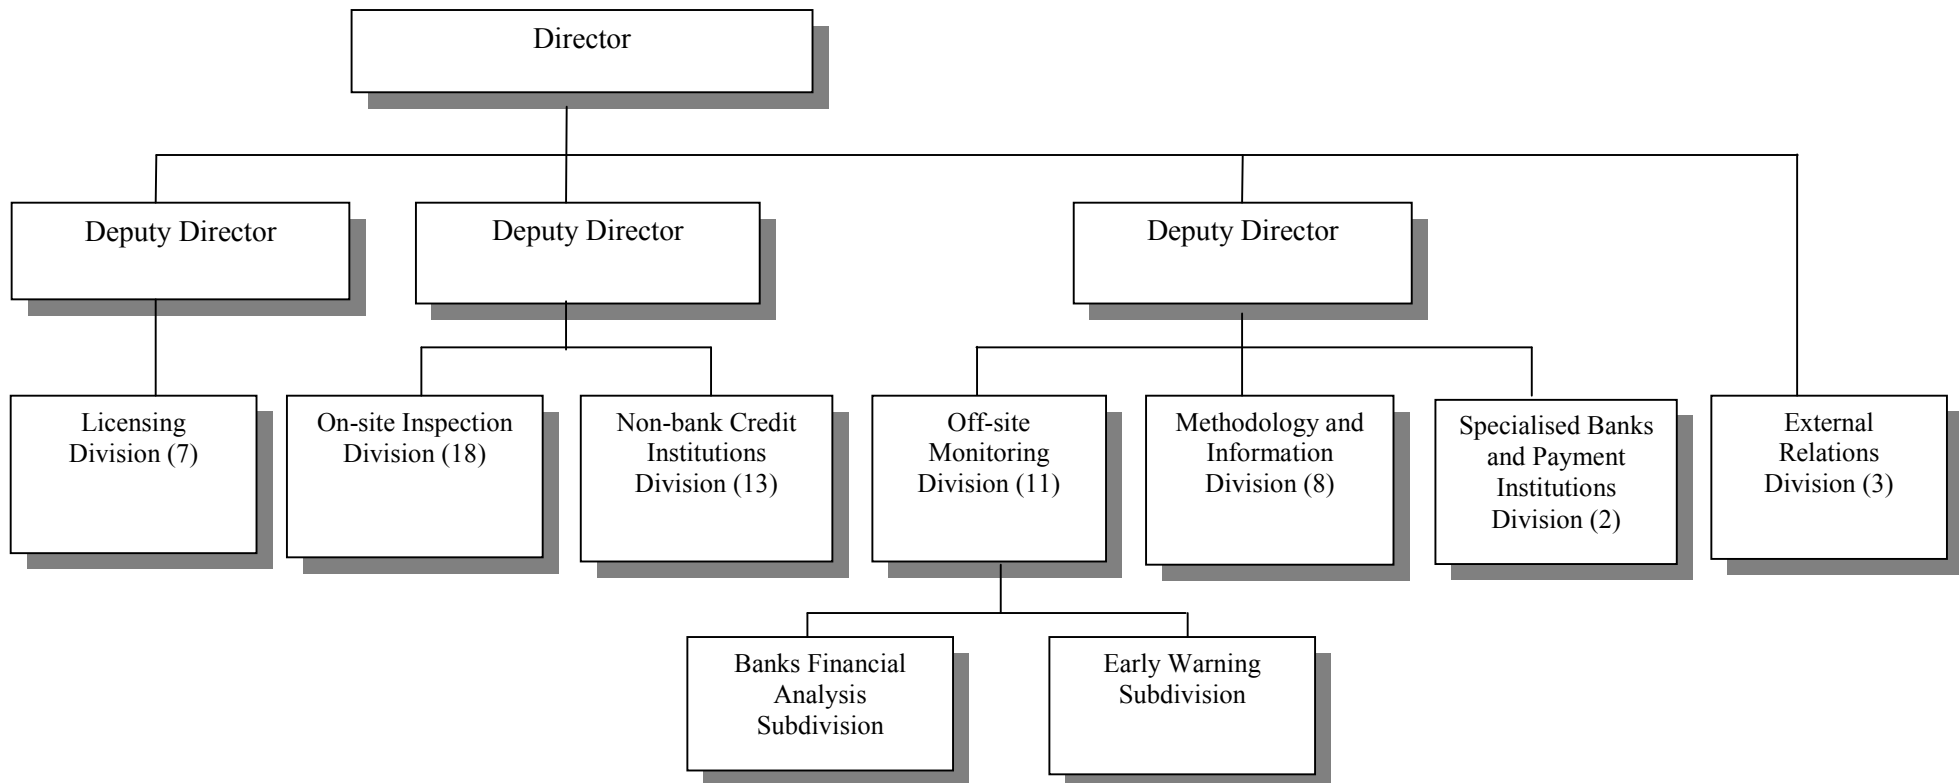 Director
Deputy Director
Deputy Director
Deputy Director
Licensing
Division (7)
On-site Inspection
Division (18)
Non-bank Credit
Institutions
Division (13)
Off-site
Monitoring
Division (11)
Methodology and
Information
Division (8)
Specialised Banks
and Payment
Institutions
Division (2)
External
Relations
Division (3)
Banks Financial
Analysis
Subdivision
Early Warning
Subdivision